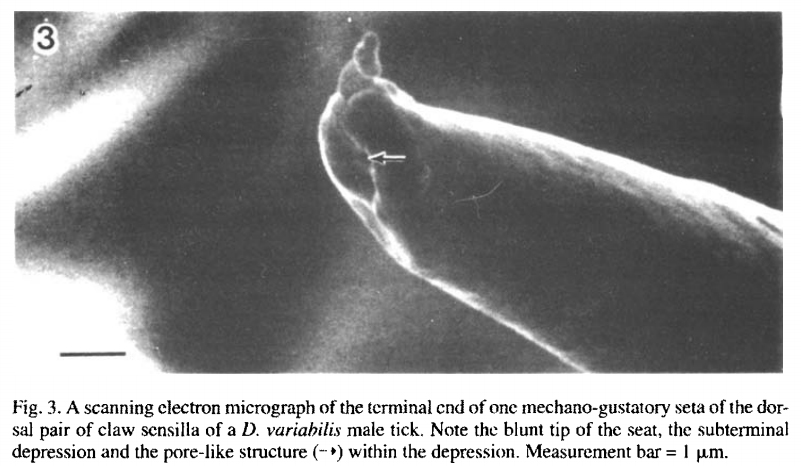 3
Fig. 3. A scanning electron micrograph of the terminal end of one mechano-gustatory seta of the dor-
sal pair of claw sensilla of a D. variabilis male tick. Note the blunt tip of the seat, the subterminal
depression and the pore-like structure (→) within the depression. Measurement bar = 1 μm.